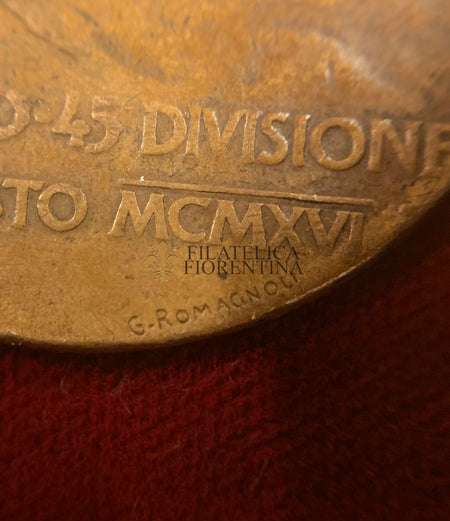 O·45 DIVISIONE
STO MCMXVI
FILATELICA
FIORENTINA
G·ROMAGNOLI